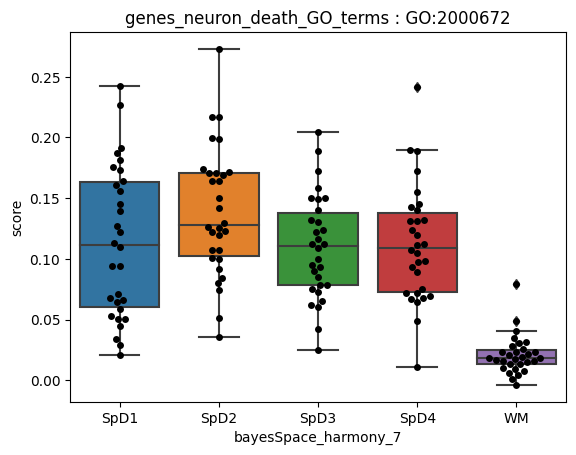 genes_neuron_death_GO_terms : GO:2000672
0.25
0.20
0.15
0.10
0.05
0.00
score
SpD1 SpD2 SpD3 SpD4 WM
bayesSpace_harmony_7